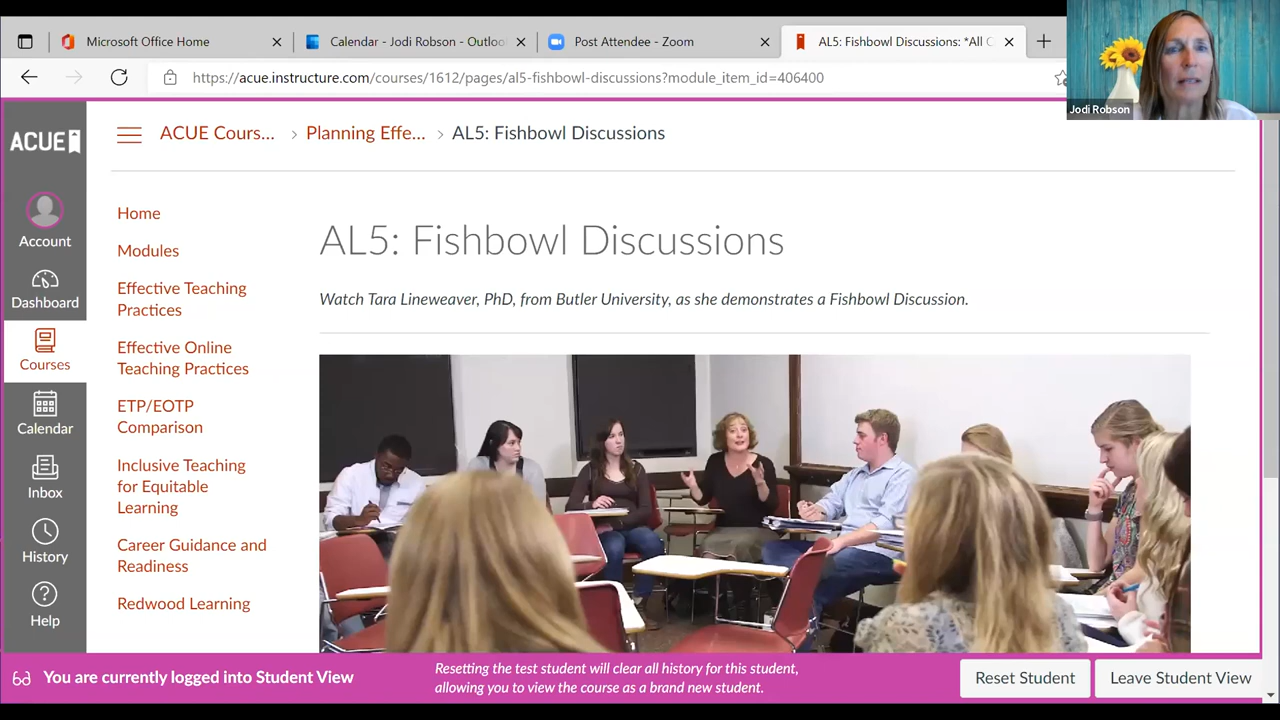 Microsoft Office Home
Calendar - Jodi Robson - Outloo
Post Attendee - Zoom
AL5: Fishbowl Discussions: *All C
https://acue.instructure.com/courses/1612/pages/al5-fishbowl-discussions?module_item_id=406400
Jodi Robson
ACUE
ACUE Cours... > Planning Effe... > AL5: Fishbowl Discussions
Account
Dashboard
Courses
Calendar
Inbox
History
Help
Home
Modules
Effective Teaching
Practices
Effective Online
Teaching Practices
ETP/EOTP
Comparison
Inclusive Teaching
for Equitable
Learning
Career Guidance and
Readiness
Redwood Learning
AL5: Fishbowl Discussions
Watch Tara Lineweaver, PhD, from Butler University, as she demonstrates a Fishbowl Discussion.
You are currently logged into Student View
Resetting the test student will clear all history for this student,
allowing you to view the course as a brand new student.
Reset Student
Leave Student View